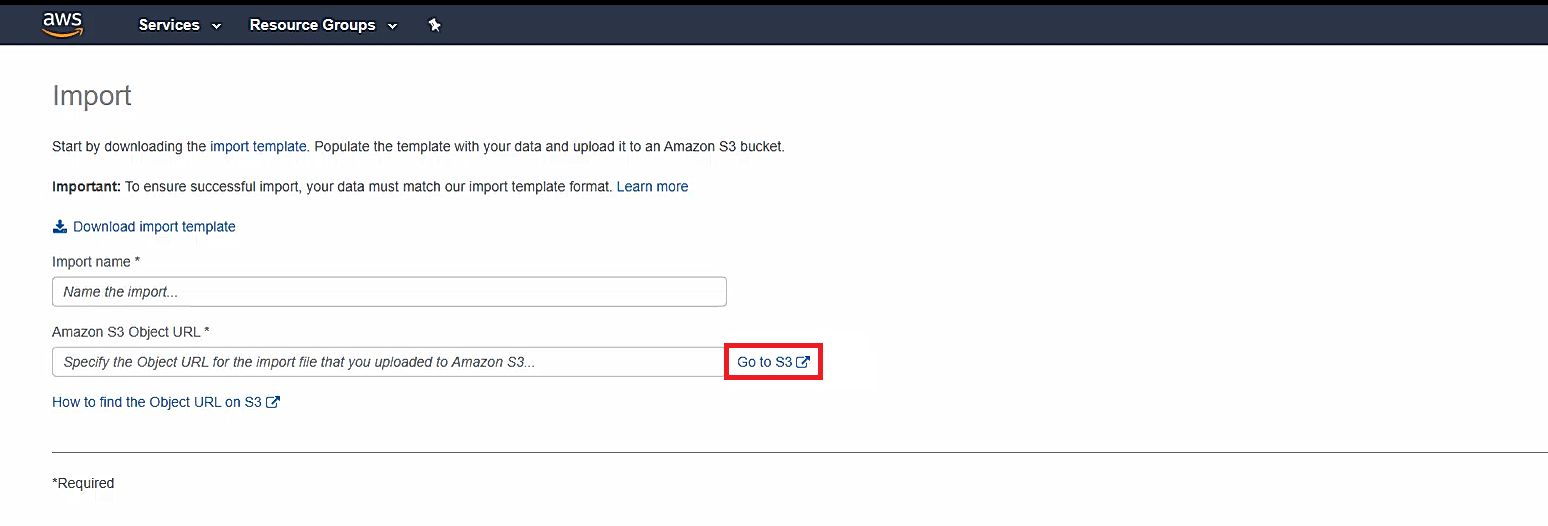 aws Services Resource Groups
Import
Start by downloading the import template. Populate the template with your data and upload it to an Amazon S3 bucket.
Important: To ensure successful import, your data must match our import template format. Learn more
Download import template
Import name *
Name the import...
Amazon S3 Object URL *
Specify the Object URL for the import file that you uploaded to Amazon S3... Go to S3
How to find the Object URL on S3
*Required